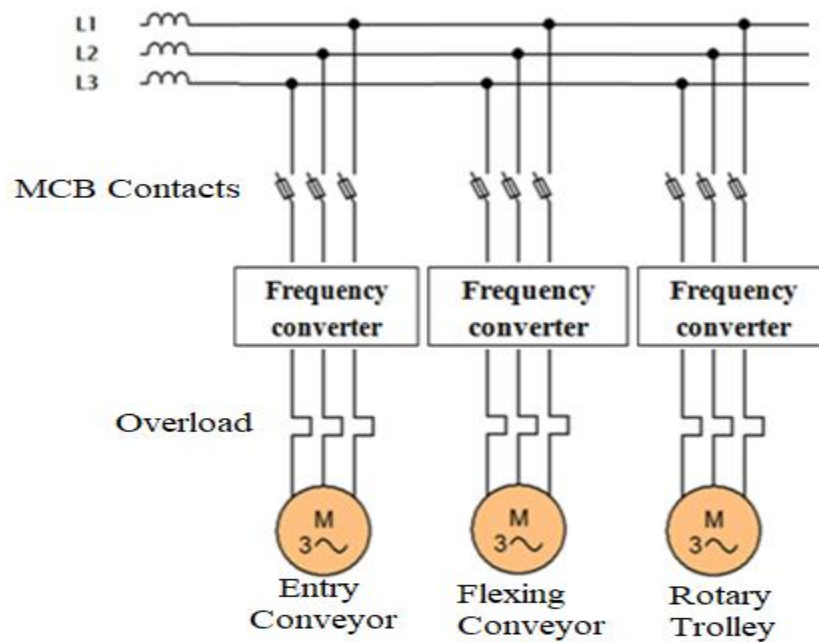 L1
L2
L3
MCB Contacts
Frequency converter
Frequency converter
Frequency converter
Overload
M
3
M
3
M
3
Entry
Conveyor
Flexing
Conveyor
Rotary
Trolley